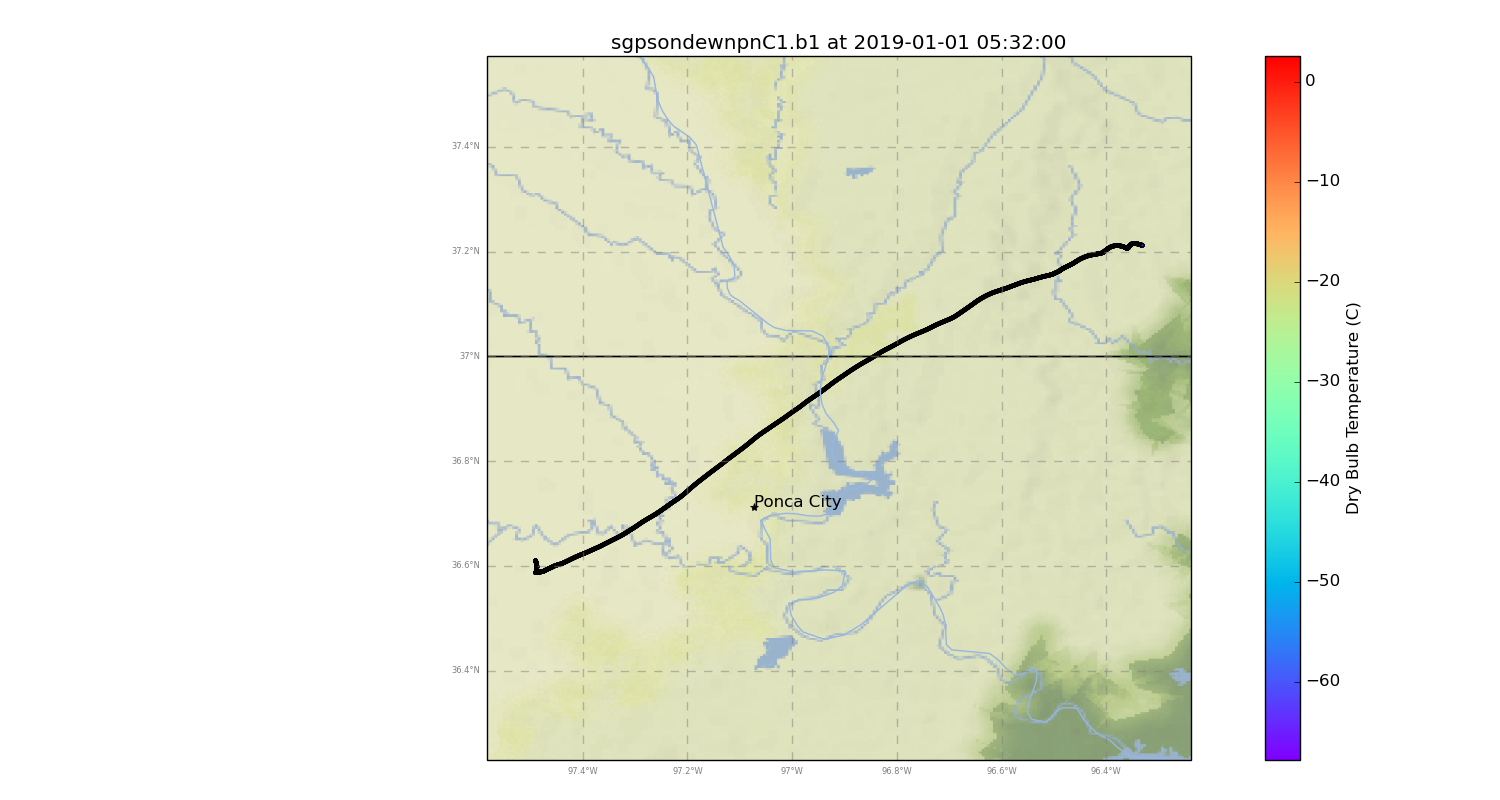 sgpsondewnpnC1.b1 at 2019-01-01 05:32:00
37.4°N
37.2°N
37°N
36.8°N
36.6°N
36.4°N
Ponca City
97.4°W
97.2°W
97°W
96.8°W
96.6°W
96.4°W
0
−10
−20
−30
−40
−50
−60
Dry Bulb Temperature (C)